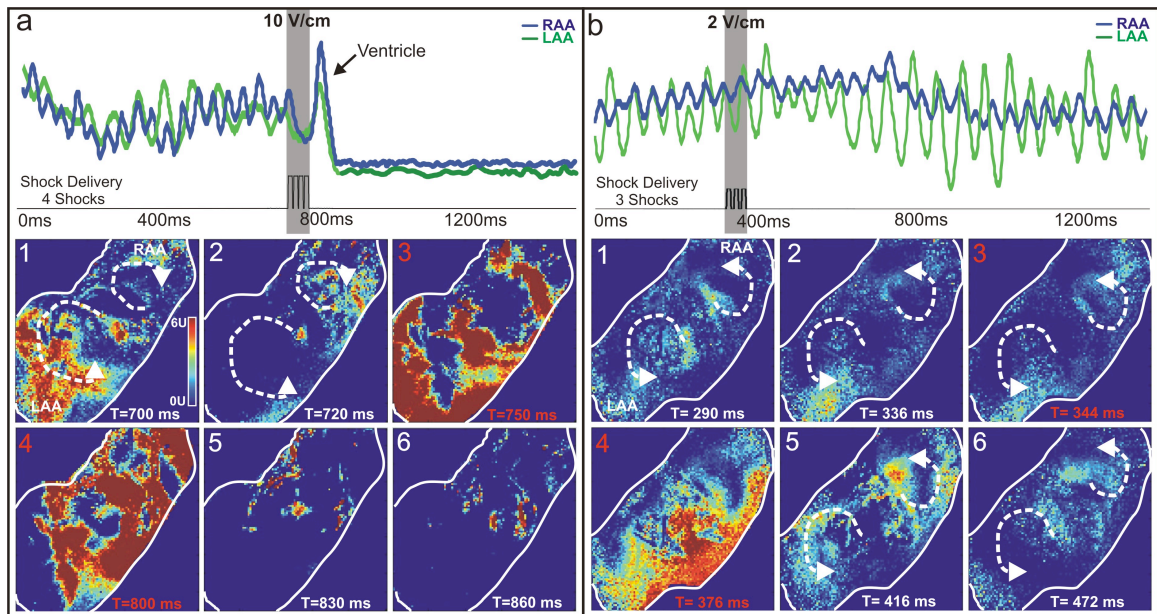 a
10 V/cm
RAA
LAA
Ventricle
Shock Delivery
4 Shocks
0ms 400ms 800ms 1200ms
1 RAA
6U
0U
LAA
T=700 ms
2
T=720 ms
3
T=750 ms
4
T=800 ms
5
T=830 ms
6
T=860 ms
b
2 V/cm
RAA
LAA
Shock Delivery
3 Shocks
0ms 400ms 800ms 1200ms
1 RAA
LAA
T= 290 ms
2
T= 336 ms
3
T= 344 ms
4
T= 376 ms
5
T= 416 ms
6
T= 472 ms